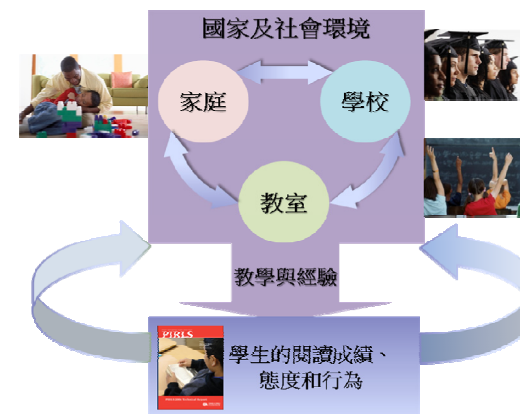 國家及社會環境
家庭
學校
教室
教學與經驗
PIRLS
學生的閱讀成績、
態度和行為